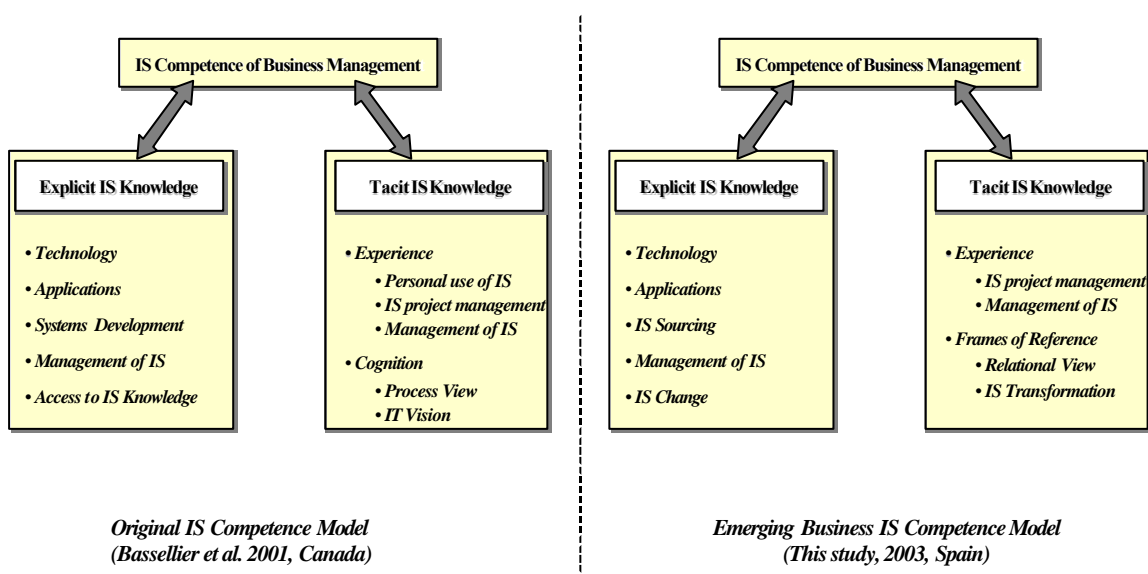 IS Competence of Business Management
Explicit IS Knowledge
• Technology
• Applications
• Systems Development
• Management of IS
• Access to IS Knowledge
Tacit IS Knowledge
• Experience
• Personal use of IS
• IS project management
• Management of IS
• Cognition
• Process View
• IT Vision
Original IS Competence Model
(Bassellier et al. 2001, Canada)
IS Competence of Business Management
Explicit IS Knowledge
• Technology
• Applications
• IS Sourcing
• Management of IS
• IS Change
Tacit IS Knowledge
• Experience
• IS project management
• Management of IS
• Frames of Reference
• Relational View
• IS Transformation
Emerging Business IS Competence Model
(This study, 2003, Spain)